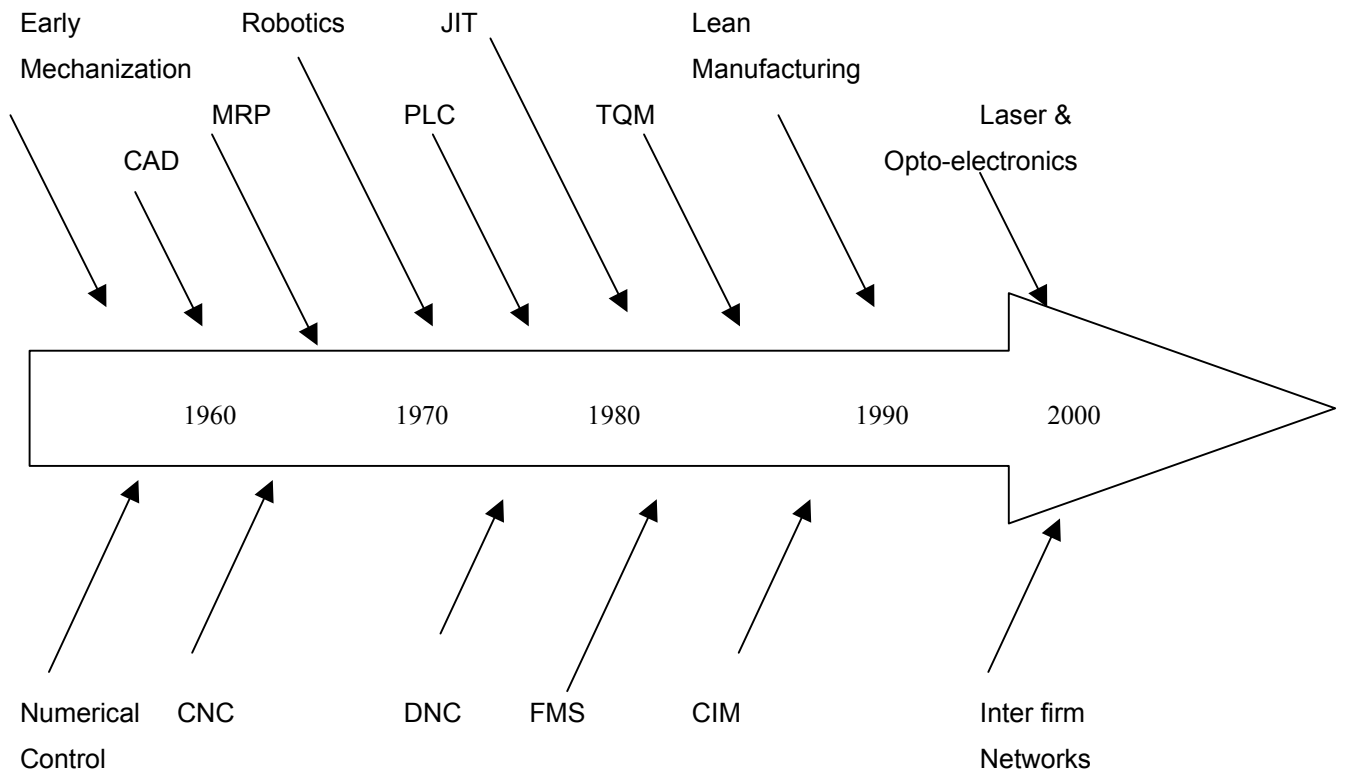 Early
Mechanization
Robotics
JIT
Lean
Manufacturing
MRP
PLC
TQM
Laser &
Opto-electronics
CAD
1960
1970
1980
1990
2000
Numerical
Control
CNC
DNC
FMS
CIM
Inter firm
Networks